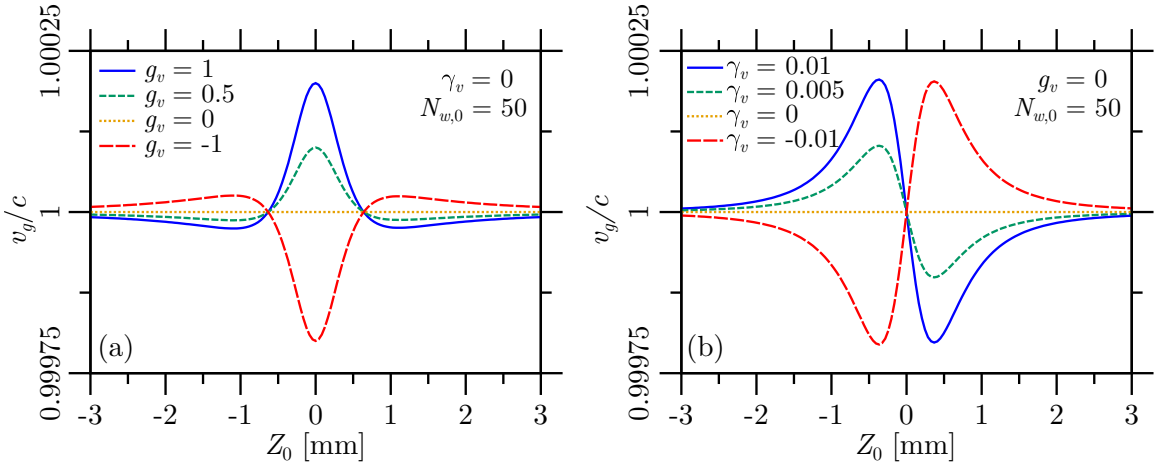 1.00025
1
0.99975
v_g/c
g_v = 1
g_v = 0.5
g_v = 0
g_v = -1
γ_v = 0
N_{w,0} = 50
(a)
-3 -2 -1 0 1 2 3
Z_0 [mm]
1.00025
1
0.99975
v_g/c
γ_v = 0.01
γ_v = 0.005
γ_v = 0
γ_v = -0.01
g_v = 0
N_{w,0} = 50
(b)
-3 -2 -1 0 1 2 3
Z_0 [mm]